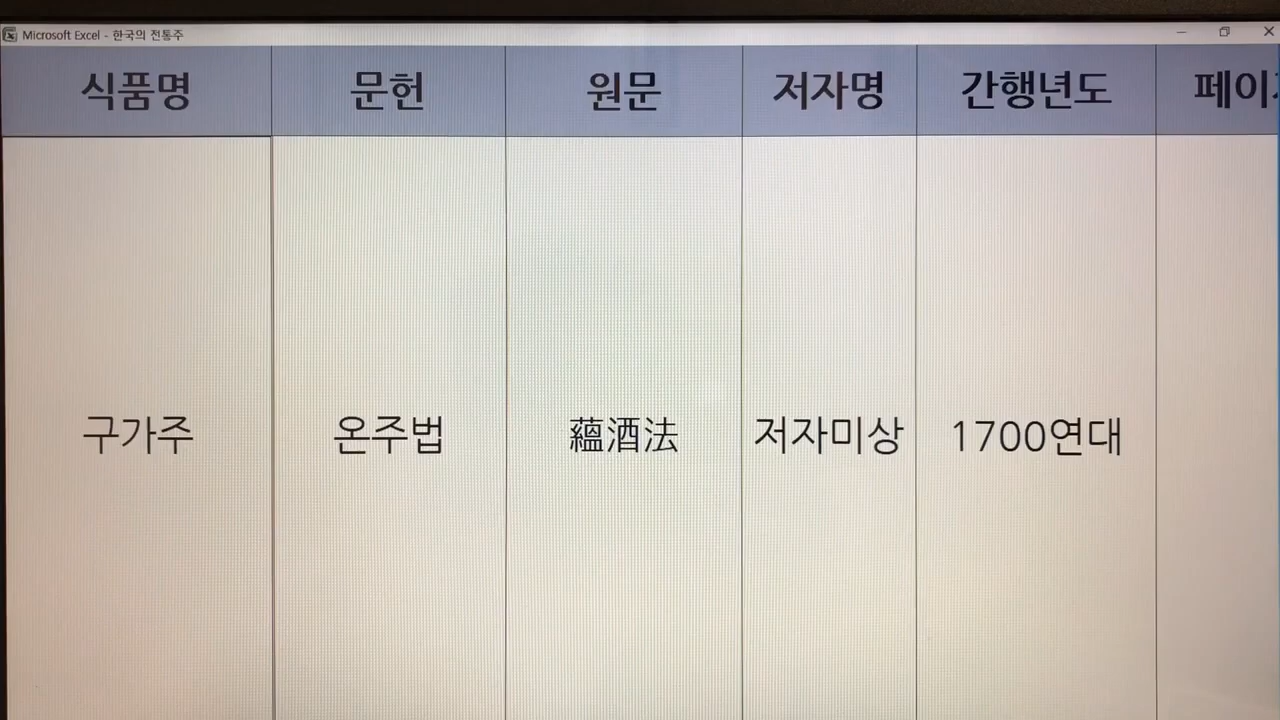 Microsoft Excel - 한국의 전통주
식품명 문헌 원문 저자명 간행년도
구가주 온주법 蘊酒法 저자미상 1700연대